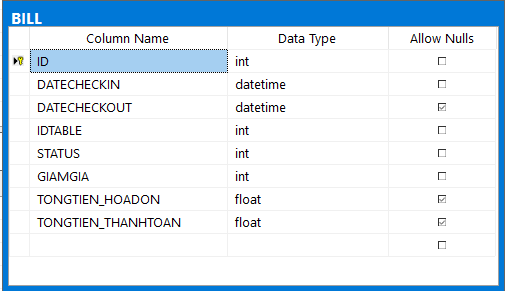 BILL
Column Name Data Type Allow Nulls
ID int
DATECHECKIN datetime
DATECHECKOUT datetime
IDTABLE int
STATUS int
GIAMGIA int
TONGTIEN_HOADON float
TONGTIEN_THANHTOAN float